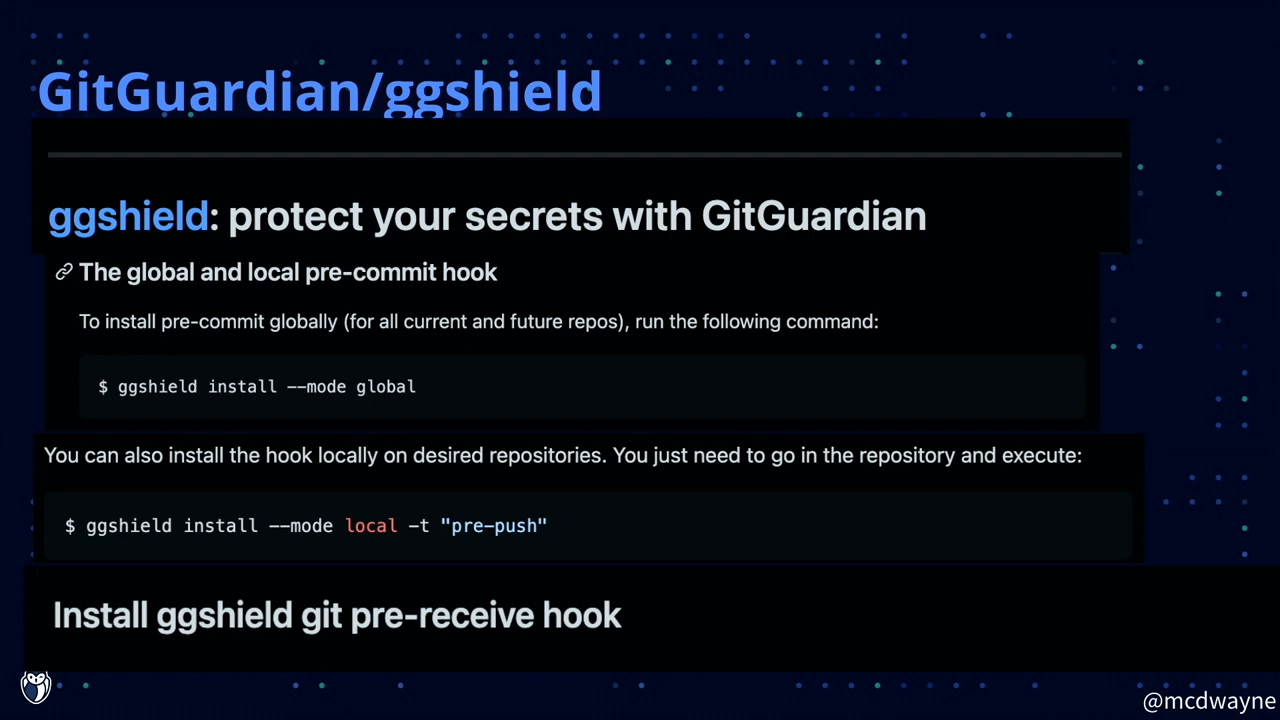 GitGuardian/ggshield
ggshield: protect your secrets with GitGuardian
The global and local pre-commit hook
To install pre-commit globally (for all current and future repos), run the following command:
$ ggshield install --mode global
You can also install the hook locally on desired repositories. You just need to go in the repository and execute:
$ ggshield install --mode local -t "pre-push"
Install ggshield git pre-receive hook
@mcdwayne